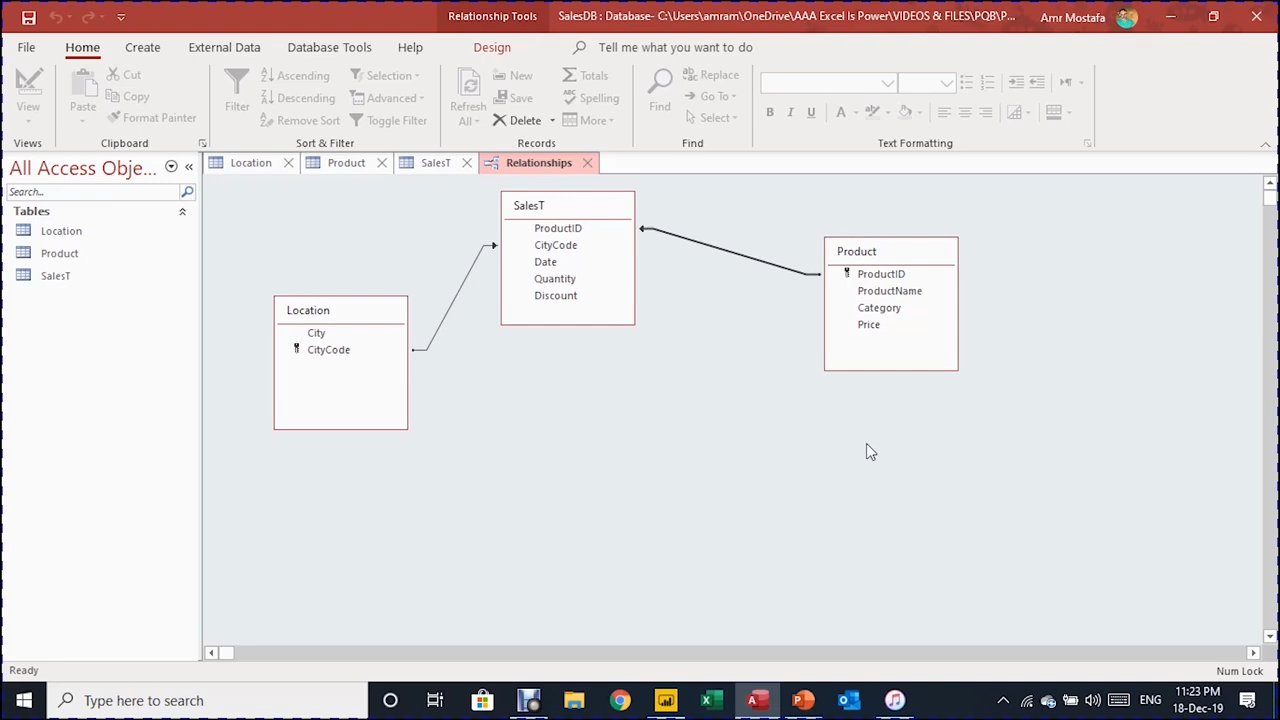 Relationship Tools
SalesDB : Database- C:\Users\amram\OneDrive\AAA Excel is Power\VIDEOS & FILES\PQB\P...
Amr Mostafa
File Home Create External Data Database Tools Help Design Tell me what you want to do
View
Views
Paste
Cut
Copy
Format Painter
Clipboard
Filter
Ascending
Descending
Remove Sort
Selection
Advanced
Toggle Filter
Sort & Filter
Refresh
All
New
Save
Delete
Totals
Spelling
More
Records
Find
Replace
Go To
Select
Find
B I U A
Text Formatting
All Access Obje...
Search...
Tables
Location
Product
SalesT
Location Product SalesT Relationships
SalesT
ProductID
CityCode
Date
Quantity
Discount
Product
ProductID
ProductName
Category
Price
Location
City
CityCode
Ready
Num Lock
Type here to search
ENG
11:23 PM
18-Dec-19